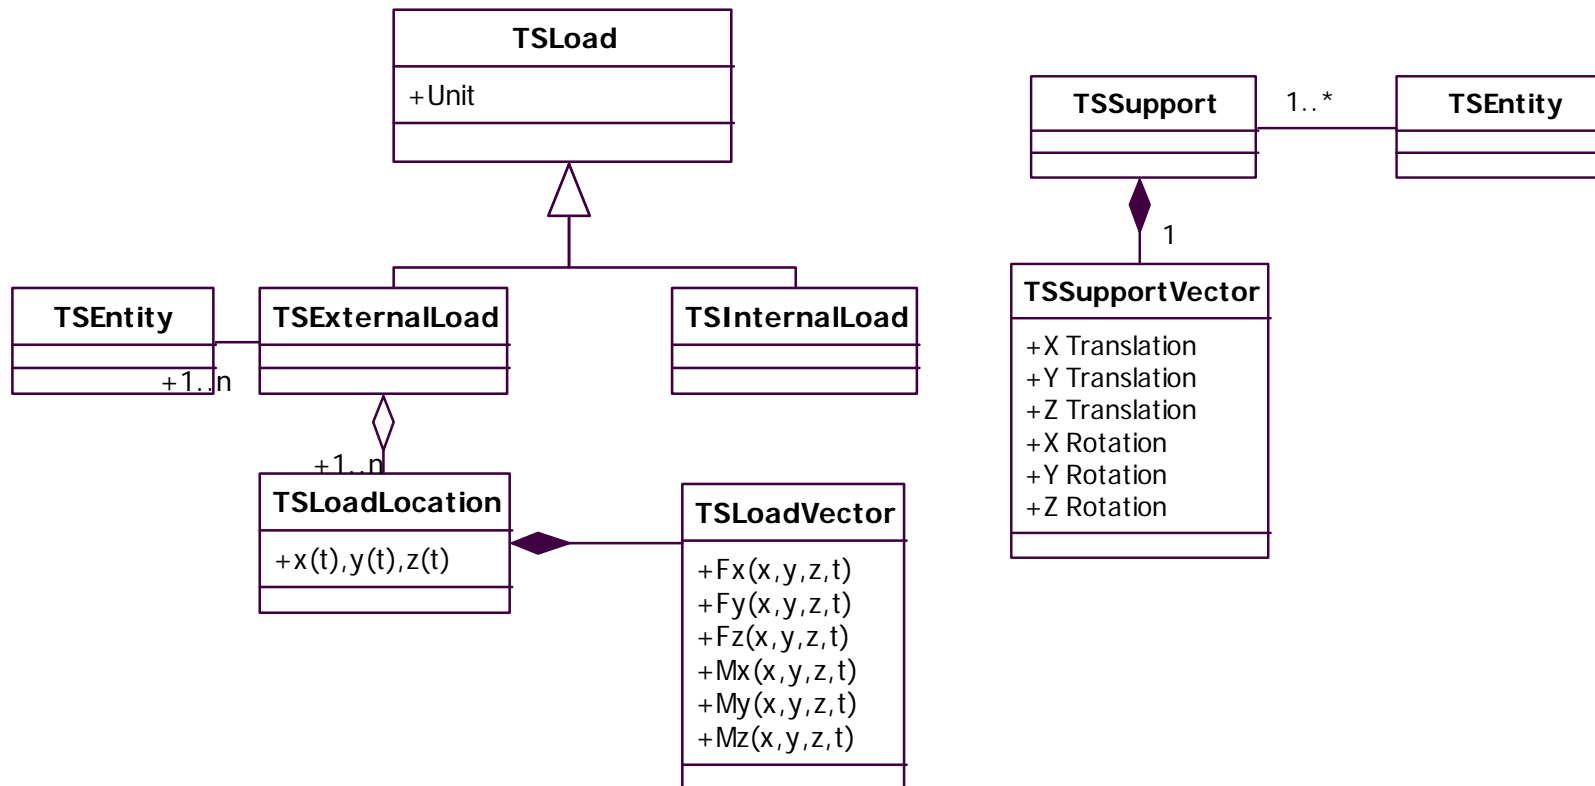 TSLoad
+Unit
TSSupport
1..*
TSEntity
1
TSEntity
TSExternalLoad
TSInternalLoad
+1..n
TSSupportVector
+X Translation
+Y Translation
+Z Translation
+X Rotation
+Y Rotation
+Z Rotation
+1..n
TSLoadLocation
+x(t),y(t),z(t)
TSLoadVector
+Fx(x,y,z,t)
+Fy(x,y,z,t)
+Fz(x,y,z,t)
+Mx(x,y,z,t)
+My(x,y,z,t)
+Mz(x,y,z,t)